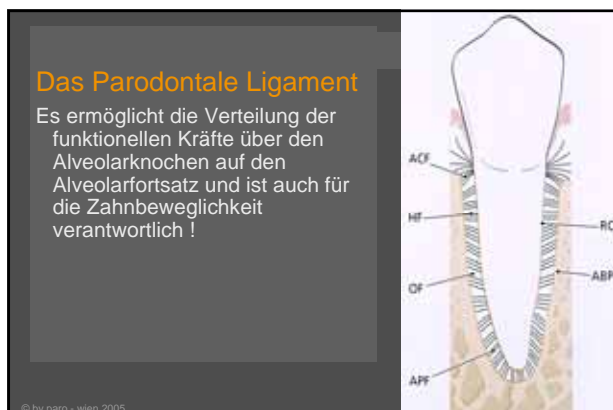 Das Parodontale Ligament
Es ermöglicht die Verteilung der
funktionellen Kräfte über den
Alveolarknochen auf den
Alveolarfortsatz und ist auch für
die Zahnbeweglichkeit
verantwortlich !
ACF
HF
RC
ABP
OF
APF
© by paro - wien 2005